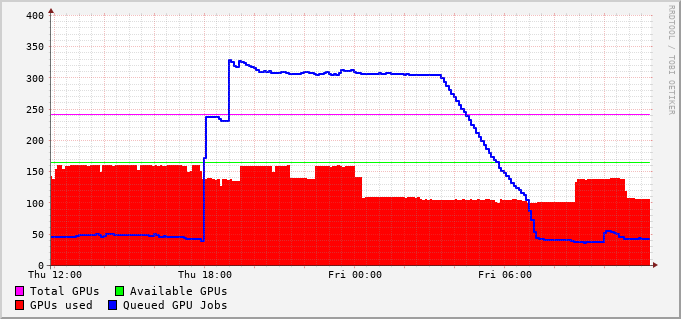 400
350
300
250
200
150
100
50
0
Thu 12:00 Thu 18:00 Fri 00:00 Fri 06:00
Total GPUs Available GPUs
GPUs used Queued GPU Jobs
RRDTOOL / TOBI OETIKER